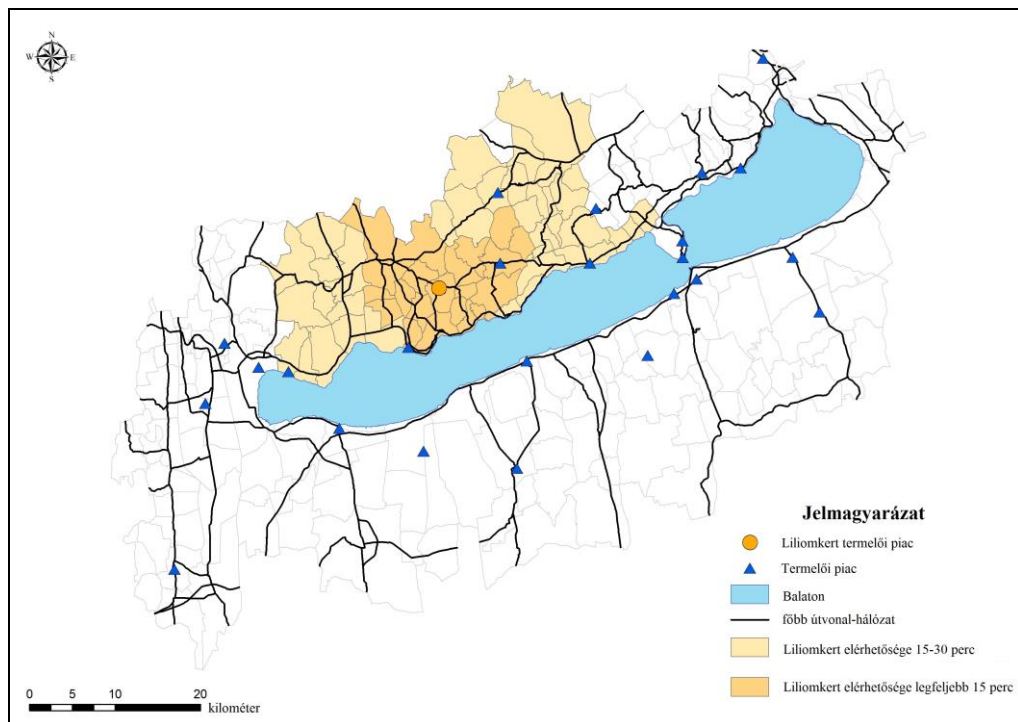 N
W E
S
Jelmagyarázat
Liliomkert termelői piac
Termelői piac
Balaton
főbb útvonal-hálózat
Liliomkert elérhetősége 15-30 perc
Liliomkert elérhetősége legfeljebb 15 perc
0 5 10 20
kilométer